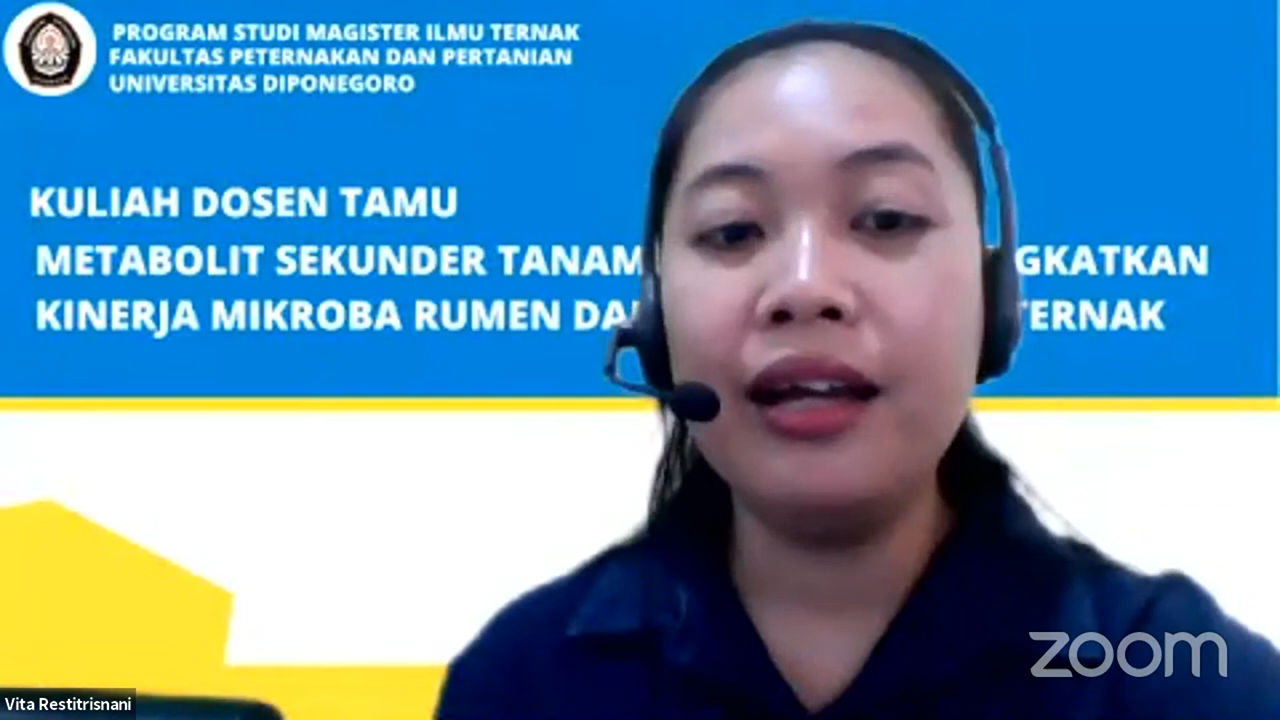 PROGRAM STUDI MAGISTER ILMU TERNAK
FAKULTAS PETERNAKAN DAN PERTANIAN
UNIVERSITAS DIPONEGORO
KULIAH DOSEN TAMU
METABOLIT SEKUNDER TANAM GKATKAN
KINERJA MIKROBA RUMEN DA TERNAK
zoom
Vita Restitrisnani